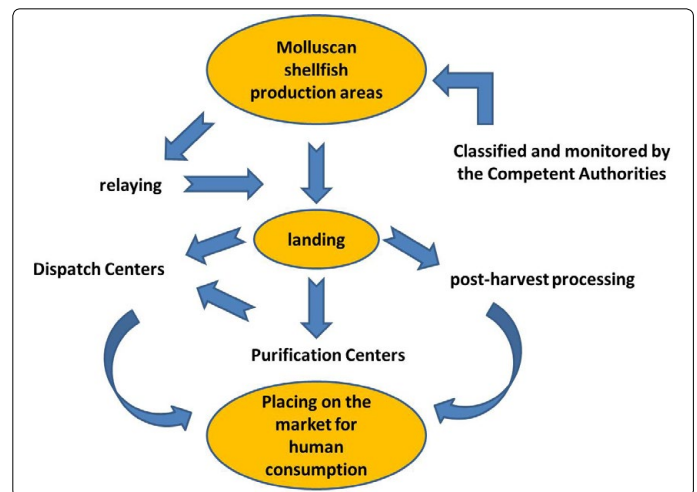 Molluscan
shellfish
production areas
Classified and monitored by
the Competent Authorities
relaying
landing
Dispatch Centers
post-harvest processing
Purification Centers
Placing on the
market for
human
consumption